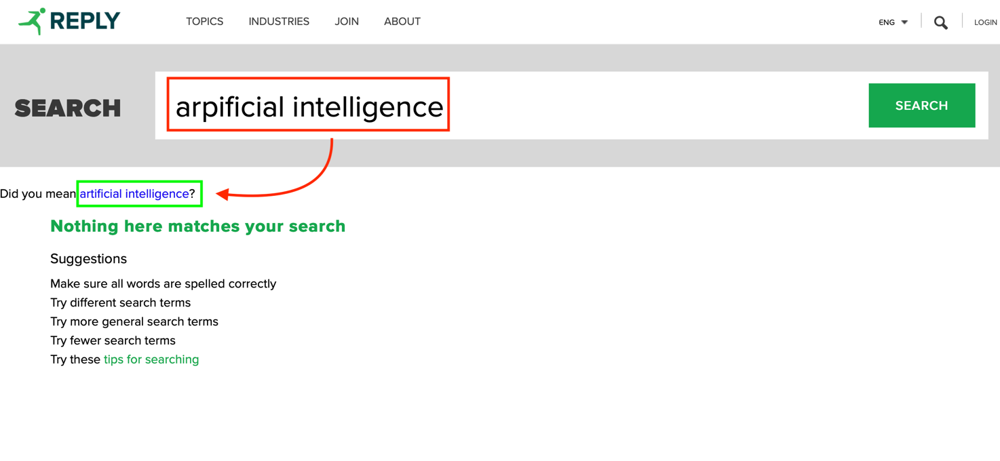 REPLY
TOPICS INDUSTRIES JOIN ABOUT ENG LOGIN
SEARCH
arpificial intelligence
SEARCH
Did you mean artificial intelligence?
Nothing here matches your search
Suggestions
Make sure all words are spelled correctly
Try different search terms
Try more general search terms
Try fewer search terms
Try these tips for searching